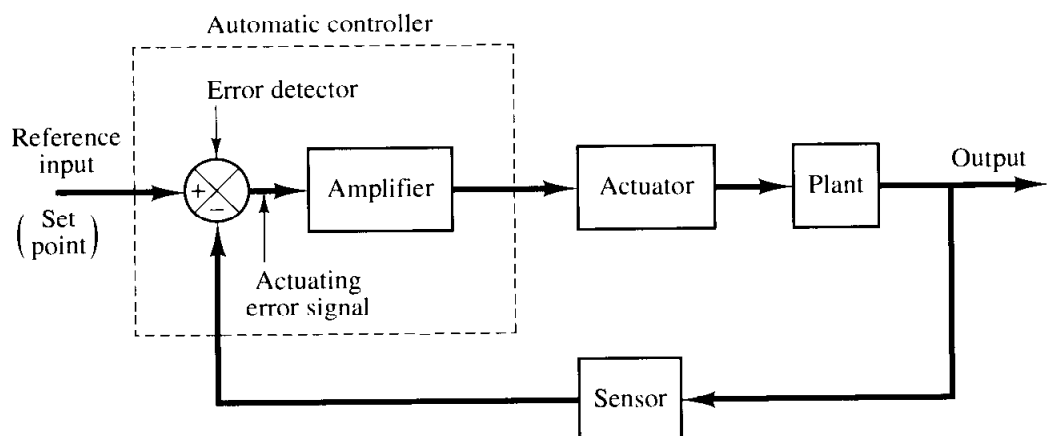 Automatic controller
Error detector
Reference
input
(Set
point)
+
−
Amplifier
Actuator
Plant
Output
Actuating
error signal
Sensor